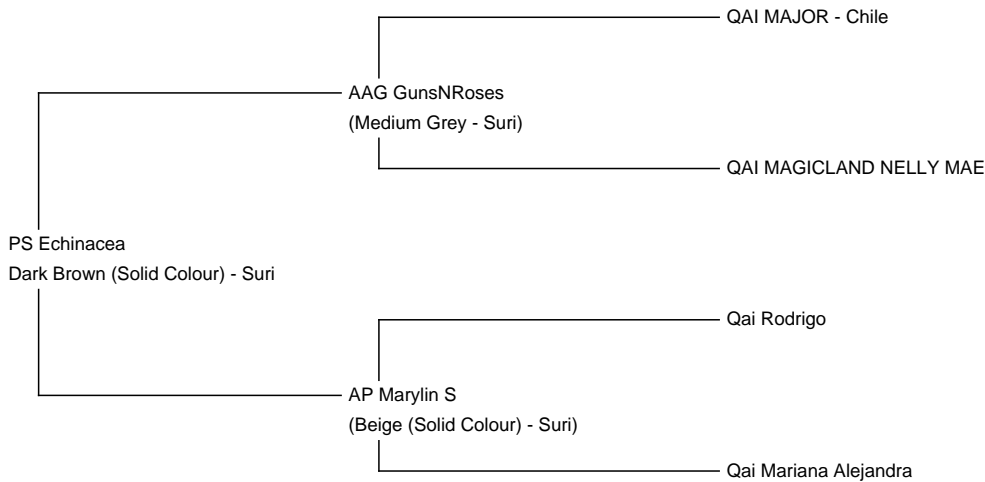 QAI MAJOR - Chile
AAG GunsNRoses
(Medium Grey - Suri)
QAI MAGICLAND NELLY MAE
PS Echinacea
Dark Brown (Solid Colour) - Suri
Qai Rodrigo
AP Marylin S
(Beige (Solid Colour) - Suri)
Qai Mariana Alejandra